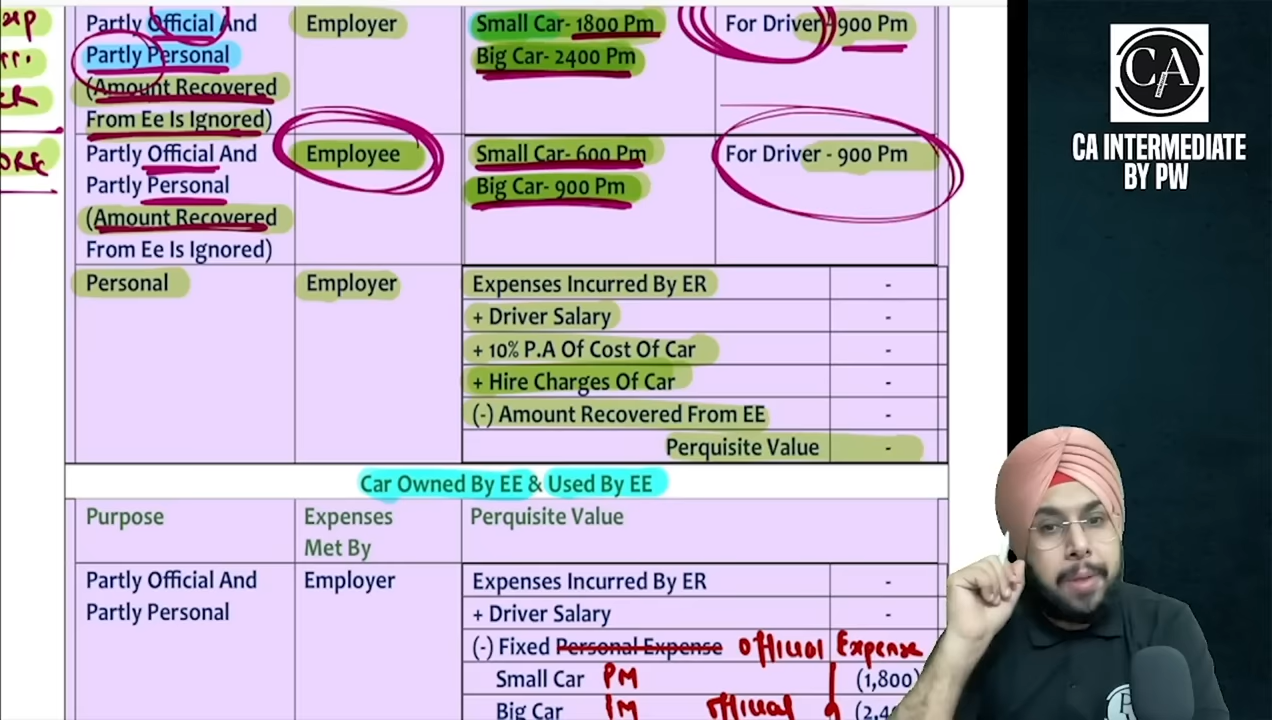 Partly Official And Employer Small Car- 1800 Pm For Driver - 900 Pm
Partly Personal Big Car- 2400 Pm
(Amount Recovered
From Ee Is Ignored)
Partly Official And Employee Small Car- 600 Pm For Driver - 900 Pm
Partly Personal Big Car- 900 Pm
(Amount Recovered
From Ee Is Ignored)
Personal Employer Expenses Incurred By ER -
+ Driver Salary -
+ 10% P.A Of Cost Of Car -
+ Hire Charges Of Car -
(-) Amount Recovered From EE -
Perquisite Value -
Car Owned By EE & Used By EE
Purpose Expenses Perquisite Value
Met By
Partly Official And Employer Expenses Incurred By ER -
Partly Personal + Driver Salary -
(-) Fixed Personal Expense Official Expense
Small Car PM (1,800)
Big Car PM official
CA
CA INTERMEDIATE
BY PW